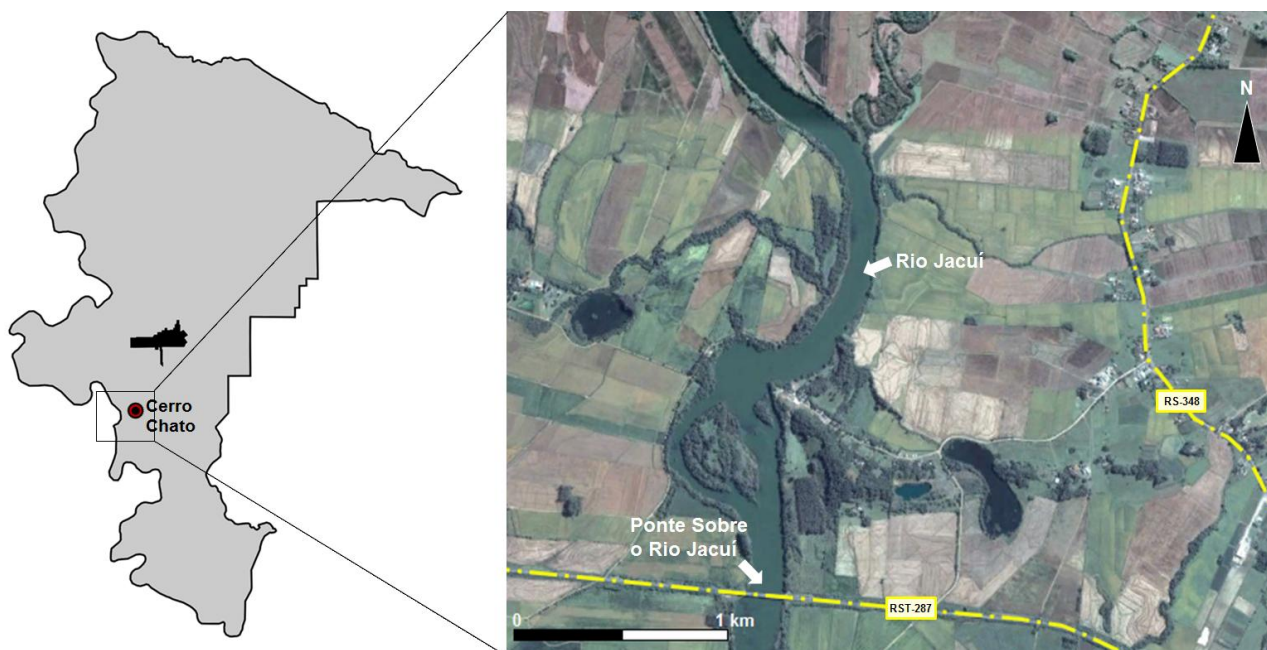 Cerro
Chato
N
Rio Jacuí
RS-348
Ponte Sobre
o Rio Jacuí
RST-287
0
1 km